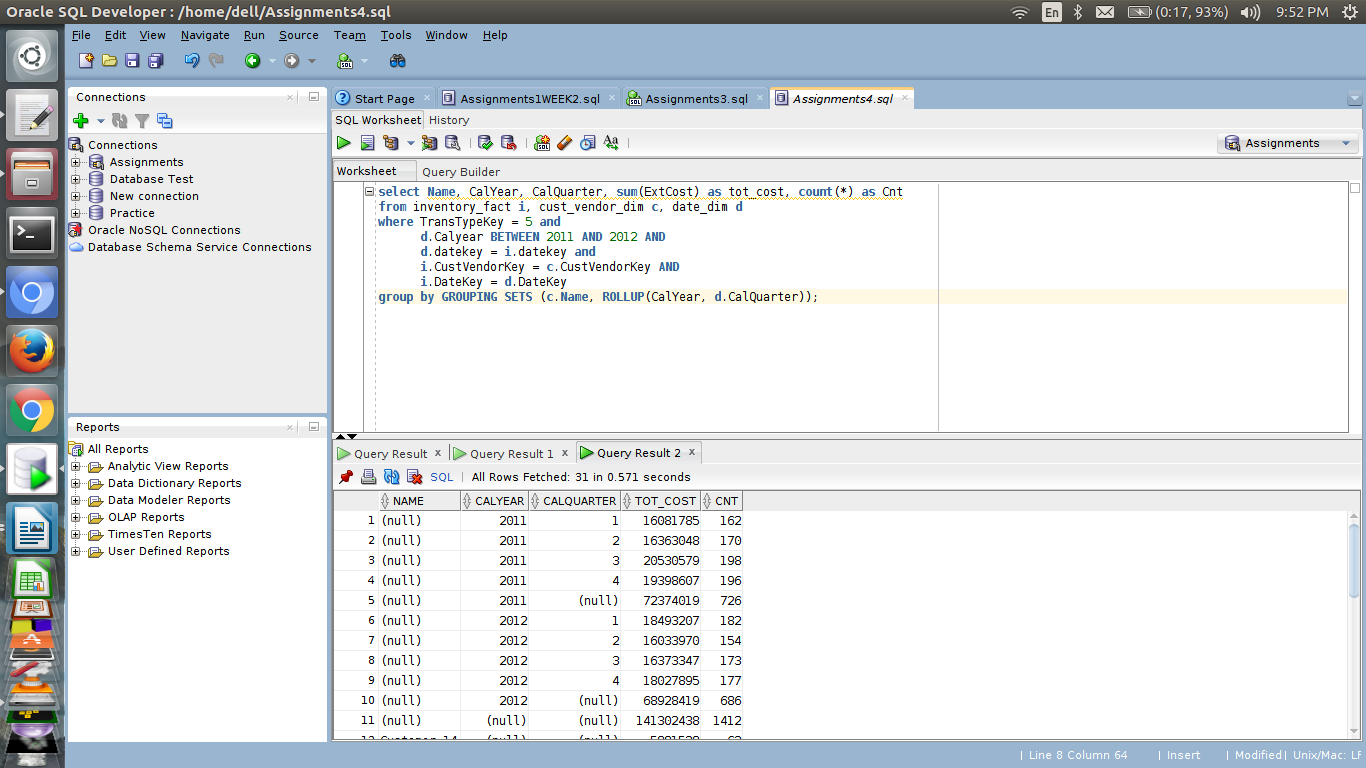 Oracle SQL Developer : /home/dell/Assignments4.sql
En (0:17, 93%) 9:52 PM
File Edit View Navigate Run Source Team Tools Window Help
Connections
Connections
Assignments
Database Test
New connection
Practice
Oracle NoSQL Connections
Database Schema Service Connections
Reports
All Reports
Analytic View Reports
Data Dictionary Reports
Data Modeler Reports
OLAP Reports
TimesTen Reports
User Defined Reports
Start Page Assignments1WEEK2.sql Assignments3.sql Assignments4.sql
SQL Worksheet History
Assignments
Worksheet Query Builder
select Name, CalYear, CalQuarter, sum(ExtCost) as tot_cost, count(*) as Cnt
from inventory_fact i, cust_vendor_dim c, date_dim d
where TransTypeKey = 5 and
d.Calyear BETWEEN 2011 AND 2012 AND
d.datekey = i.datekey and
i.CustVendorKey = c.CustVendorKey AND
i.DateKey = d.DateKey
group by GROUPING SETS (c.Name, ROLLUP(CalYear, d.CalQuarter));
Query Result Query Result 1 Query Result 2
SQL All Rows Fetched: 31 in 0.571 seconds
NAME CALYEAR CALQUARTER TOT_COST CNT
1 (null) 2011 1 16081785 162
2 (null) 2011 2 16363048 170
3 (null) 2011 3 20530579 198
4 (null) 2011 4 19398607 196
5 (null) 2011 (null) 72374019 726
6 (null) 2012 1 18493207 182
7 (null) 2012 2 16033970 154
8 (null) 2012 3 16373347 173
9 (null) 2012 4 18027895 177
10 (null) 2012 (null) 68928419 686
11 (null) (null) (null) 141302438 1412
Line 8 Column 64 Insert Modified Unix/Mac: LF